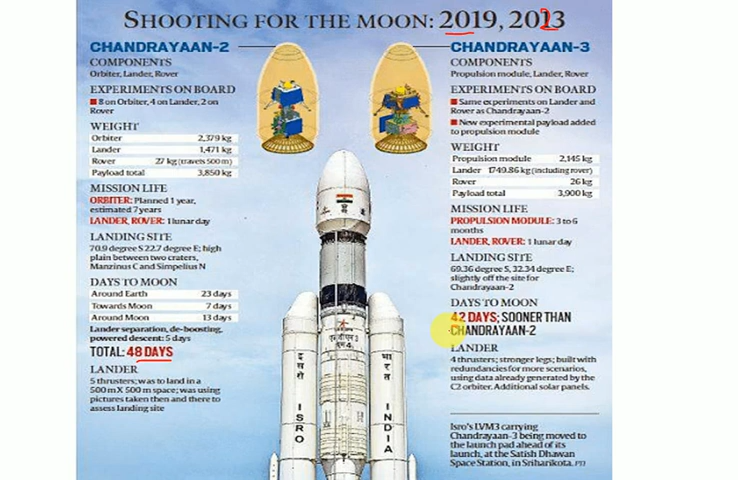 SHOOTING FOR THE MOON: 2019, 2023
CHANDRAYAAN-2
COMPONENTS
Orbiter, Lander, Rover
EXPERIMENTS ON BOARD
8 on Orbiter, 4 on Lander, 2 on
Rover
WEIGHT
Orbiter 2,379 kg
Lander 1,471 kg
Rover 27 kg (travels 500 m)
Payload total 3,850 kg
MISSION LIFE
ORBITER: Planned 1 year,
estimated 7 years
LANDER, ROVER: 1 lunar day
LANDING SITE
70.9 degree S 22.7 degree E; high
plain between two craters,
Manzinus C and Simpelius N
DAYS TO MOON
Around Earth 23 days
Towards Moon 7 days
Around Moon 13 days
Lander separation, de-boosting,
powered descent: 5 days
TOTAL: 48 DAYS
LANDER
5 thrusters; was to land in a
500 m X 500 m space; was using
pictures taken then and there to
assess landing site
इसरो
ISRO
भारत
INDIA
CHANDRAYAAN-3
COMPONENTS
Propulsion module, Lander, Rover
EXPERIMENTS ON BOARD
Same experiments on Lander and
Rover as Chandrayaan-2
New experimental payload added
to propulsion module
WEIGHT
Propulsion module 2,145 kg
Lander 1749.86 kg (including rover)
Rover 26 kg
Payload total 3,900 kg
MISSION LIFE
PROPULSION MODULE: 3 to 6
months
LANDER, ROVER: 1 lunar day
LANDING SITE
69.36 degree S, 32.34 degree E;
slightly off the site for
Chandrayaan-2
DAYS TO MOON
42 DAYS; SOONER THAN
CHANDRAYAAN-2
LANDER
4 thrusters; stronger legs; built with
redundancies for more scenarios,
using data already generated by the
C2 orbiter. Additional solar panels.
Isro's LVM3 carrying
Chandrayaan-3 being moved to
the launch pad ahead of its
launch, at the Satish Dhawan
Space Station, in Sriharikota. PTI